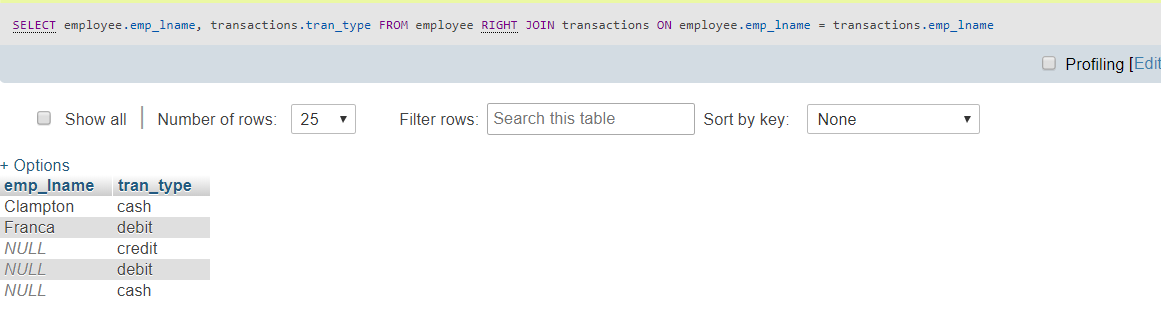 SELECT employee.emp_lname, transactions.tran_type FROM employee RIGHT JOIN transactions ON employee.emp_lname = transactions.emp_lname
Profiling [Edit
Show all | Number of rows: 25 Filter rows: Search this table Sort by key: None
+ Options
emp_lname tran_type
Clampton cash
Franca debit
NULL credit
NULL debit
NULL cash